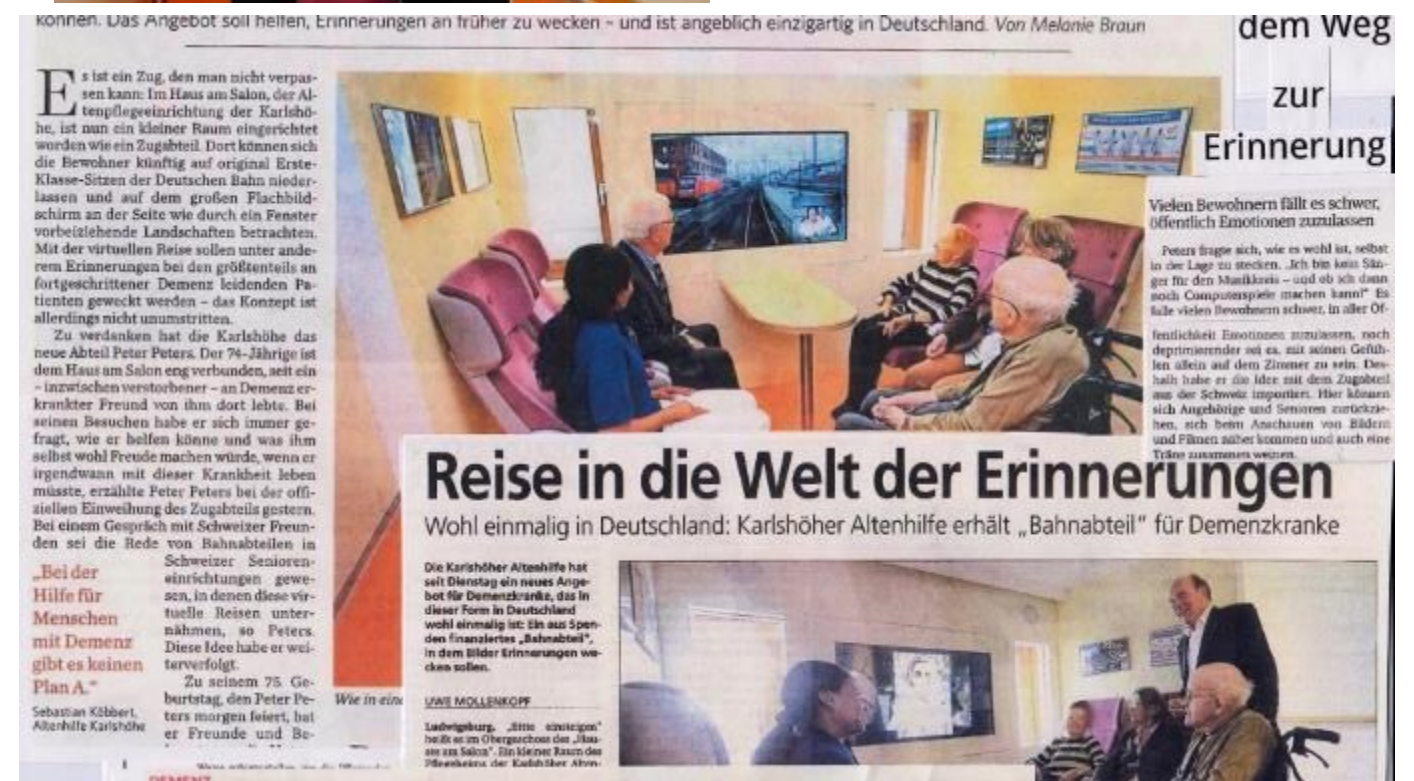 können. Das Angebot soll helfen, Erinnerungen an früher zu wecken – und ist angeblich einzigartig in Deutschland. Von Melanie Braun
Es ist ein Zug, den man nicht verpas-
sen kann: Im Haus am Salon, der Al-
tenpflegeeinrichtung der Karlshö-
he, ist nun ein kleiner Raum eingerichtet
worden wie ein Zugabteil. Dort können sich
die Bewohner künftig auf original Erste-
Klasse-Sitzen der Deutschen Bahn nieder-
lassen und auf dem großen Flachbild-
schirm an der Seite wie durch ein Fenster
vorbeiziehende Landschaften betrachten.
Mit der virtuellen Reise sollen unter ande-
rem Erinnerungen bei den größtenteils an
fortgeschrittener Demenz leidenden Pa-
tienten geweckt werden – das Konzept ist
allerdings nicht unumstritten.
Zu verdanken hat die Karlshöhe das
neue Abteil Peter Peters. Der 74-Jährige ist
dem Haus am Salon eng verbunden, seit ein
– inzwischen verstorbener – an Demenz er-
krankter Freund von ihm dort lebte. Bei
seinen Besuchen habe er sich immer ge-
fragt, wie er helfen könne und was ihm
selbst wohl Freude machen würde, wenn er
irgendwann mit dieser Krankheit leben
müsste, erzählte Peter Peters bei der offi-
ziellen Einweihung des Zugabteils gestern.
Bei einem Gespräch mit Schweizer Freun-
den sei die Rede von Bahnabteilen in
Schweizer Senioren-
einrichtungen gewe-
sen, in denen diese vir-
tuelle Reisen unter-
nähmen, so Peters.
Diese Idee habe er wei-
terverfolgt.
Zu seinem 75. Ge-
burtstag, den Peter Pe-
ters morgen feiert, hat
er Freunde und Be-
„Bei der
Hilfe für
Menschen
mit Demenz
gibt es keinen
Plan A.“
Sebastian Köbbert,
Altenhilfe Karlshöhe
Wie in eine
dem Weg
zur
Erinnerung
Vielen Bewohnern fällt es schwer,
öffentlich Emotionen zuzulassen
Peters fragte sich, wie es wohl ist, selbst
in der Lage zu stecken. „Ich bin kein Sän-
ger für den Musikkreis – und ob ich dann
noch Computerspiele machen kann?“ Es
falle vielen Bewohnern schwer, in aller Öf-
fentlichkeit Emotionen zuzulassen, noch
deprimierender sei es, mit seinen Gefüh-
len allein auf dem Zimmer zu sein. Des-
halb habe er die Idee mit dem Zugabteil
aus der Schweiz importiert. Hier können
sich Angehörige und Senioren zurückzie-
hen, sich beim Anschauen von Bildern
und Filmen näher kommen und auch eine
Träne zusammen weinen.
Reise in die Welt der Erinnerungen
Wohl einmalig in Deutschland: Karlshöher Altenhilfe erhält „Bahnabteil“ für Demenzkranke
Die Karlshöher Altenhilfe hat
seit Dienstag ein neues Ange-
bot für Demenzkranke, das in
dieser Form in Deutschland
wohl einmalig ist: Ein aus Spen-
den finanziertes „Bahnabteil“,
in dem Bilder Erinnerungen we-
cken sollen.
UWE MOLLENKOPF
Ludwigsburg. „Bitte einsteigen“
heißt es im Obergeschoss des „Hau-
ses am Salon“. Ein kleiner Raum des
Pflegeheims der Karlshöher Alten-
DEMENZ